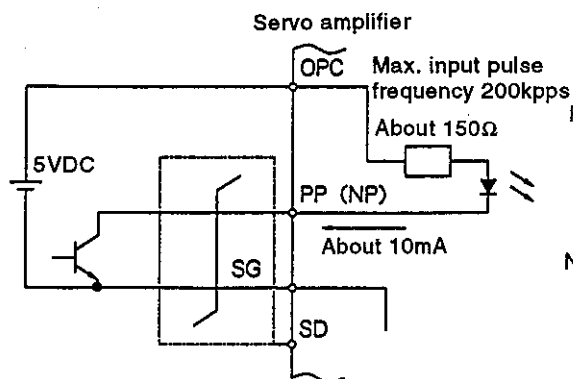 Servo amplifier
OPC
Max. input pulse
frequency 200kpps
About 150Ω
5VDC
PP (NP)
About 10mA
SG
SD